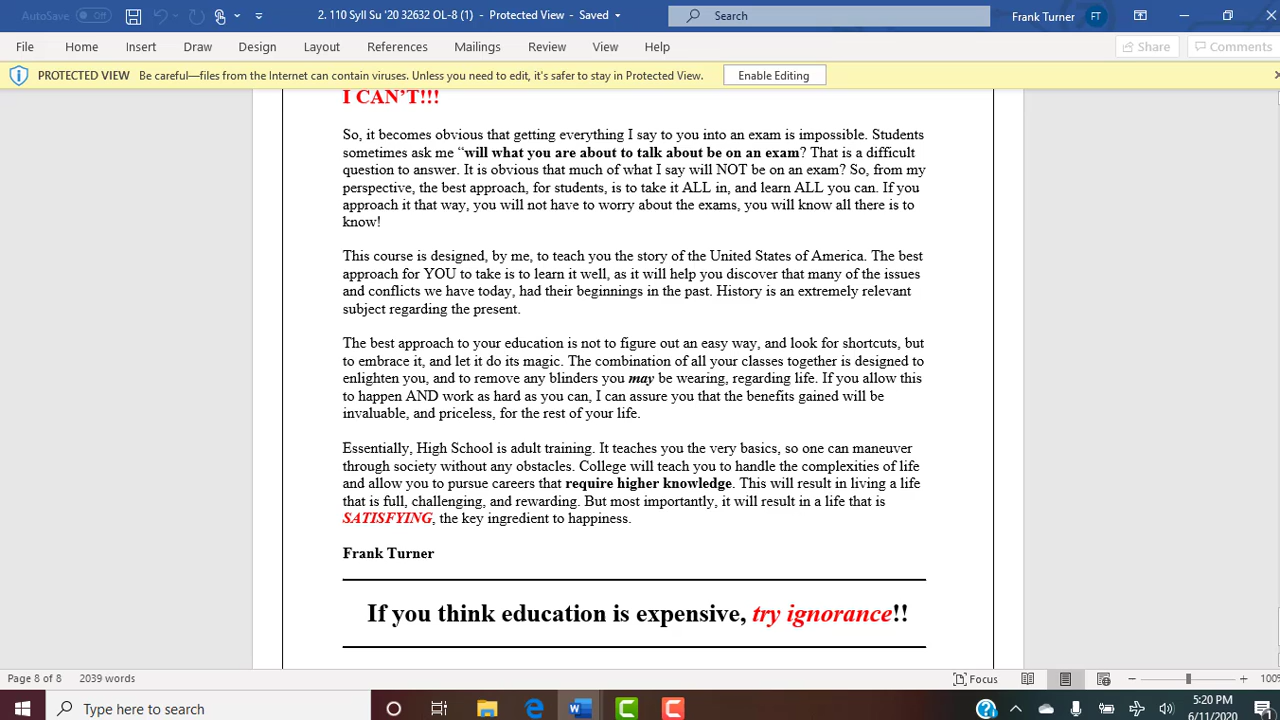 AutoSave Off 2. 110 Syll Su '20 32632 OL-8 (1) - Protected View - Saved Search Frank Turner FT
File Home Insert Draw Design Layout References Mailings Review View Help Share Comments
PROTECTED VIEW Be careful—files from the Internet can contain viruses. Unless you need to edit, it's safer to stay in Protected View. Enable Editing
I CAN'T!!!
So, it becomes obvious that getting everything I say to you into an exam is impossible. Students
sometimes ask me “will what you are about to talk about be on an exam? That is a difficult
question to answer. It is obvious that much of what I say will NOT be on an exam? So, from my
perspective, the best approach, for students, is to take it ALL in, and learn ALL you can. If you
approach it that way, you will not have to worry about the exams, you will know all there is to
know!
This course is designed, by me, to teach you the story of the United States of America. The best
approach for YOU to take is to learn it well, as it will help you discover that many of the issues
and conflicts we have today, had their beginnings in the past. History is an extremely relevant
subject regarding the present.
The best approach to your education is not to figure out an easy way, and look for shortcuts, but
to embrace it, and let it do its magic. The combination of all your classes together is designed to
enlighten you, and to remove any blinders you may be wearing, regarding life. If you allow this
to happen AND work as hard as you can, I can assure you that the benefits gained will be
invaluable, and priceless, for the rest of your life.
Essentially, High School is adult training. It teaches you the very basics, so one can maneuver
through society without any obstacles. College will teach you to handle the complexities of life
and allow you to pursue careers that require higher knowledge. This will result in living a life
that is full, challenging, and rewarding. But most importantly, it will result in a life that is
SATISFYING, the key ingredient to happiness.
Frank Turner
If you think education is expensive, try ignorance!!
Page 8 of 8 2039 words Focus 100%
Type here to search 5:20 PM
6/11/2020